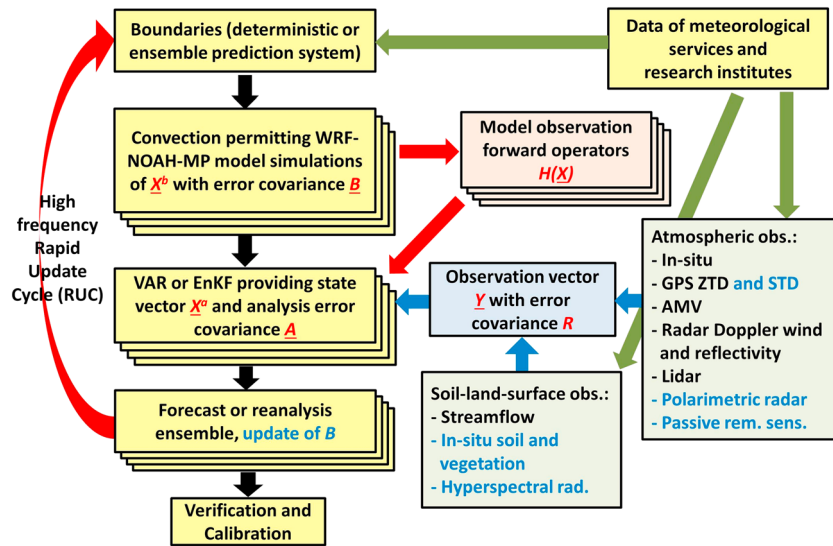 Boundaries (deterministic or
ensemble prediction system)
Data of meteorological
services and
research institutes
Convection permitting WRF-
NOAH-MP model simulations
of X^b with error covariance B
Model observation
forward operators
H(X)
High
frequency
Rapid
Update
Cycle (RUC)
VAR or EnKF providing state
vector X^a and analysis error
covariance A
Observation vector
Y with error
covariance R
Atmospheric obs.:
- In-situ
- GPS ZTD and STD
- AMV
- Radar Doppler wind
and reflectivity
- Lidar
- Polarimetric radar
- Passive rem. sens.
Soil-land-surface obs.:
- Streamflow
- In-situ soil and
vegetation
- Hyperspectral rad.
Forecast or reanalysis
ensemble, update of B
Verification and
Calibration